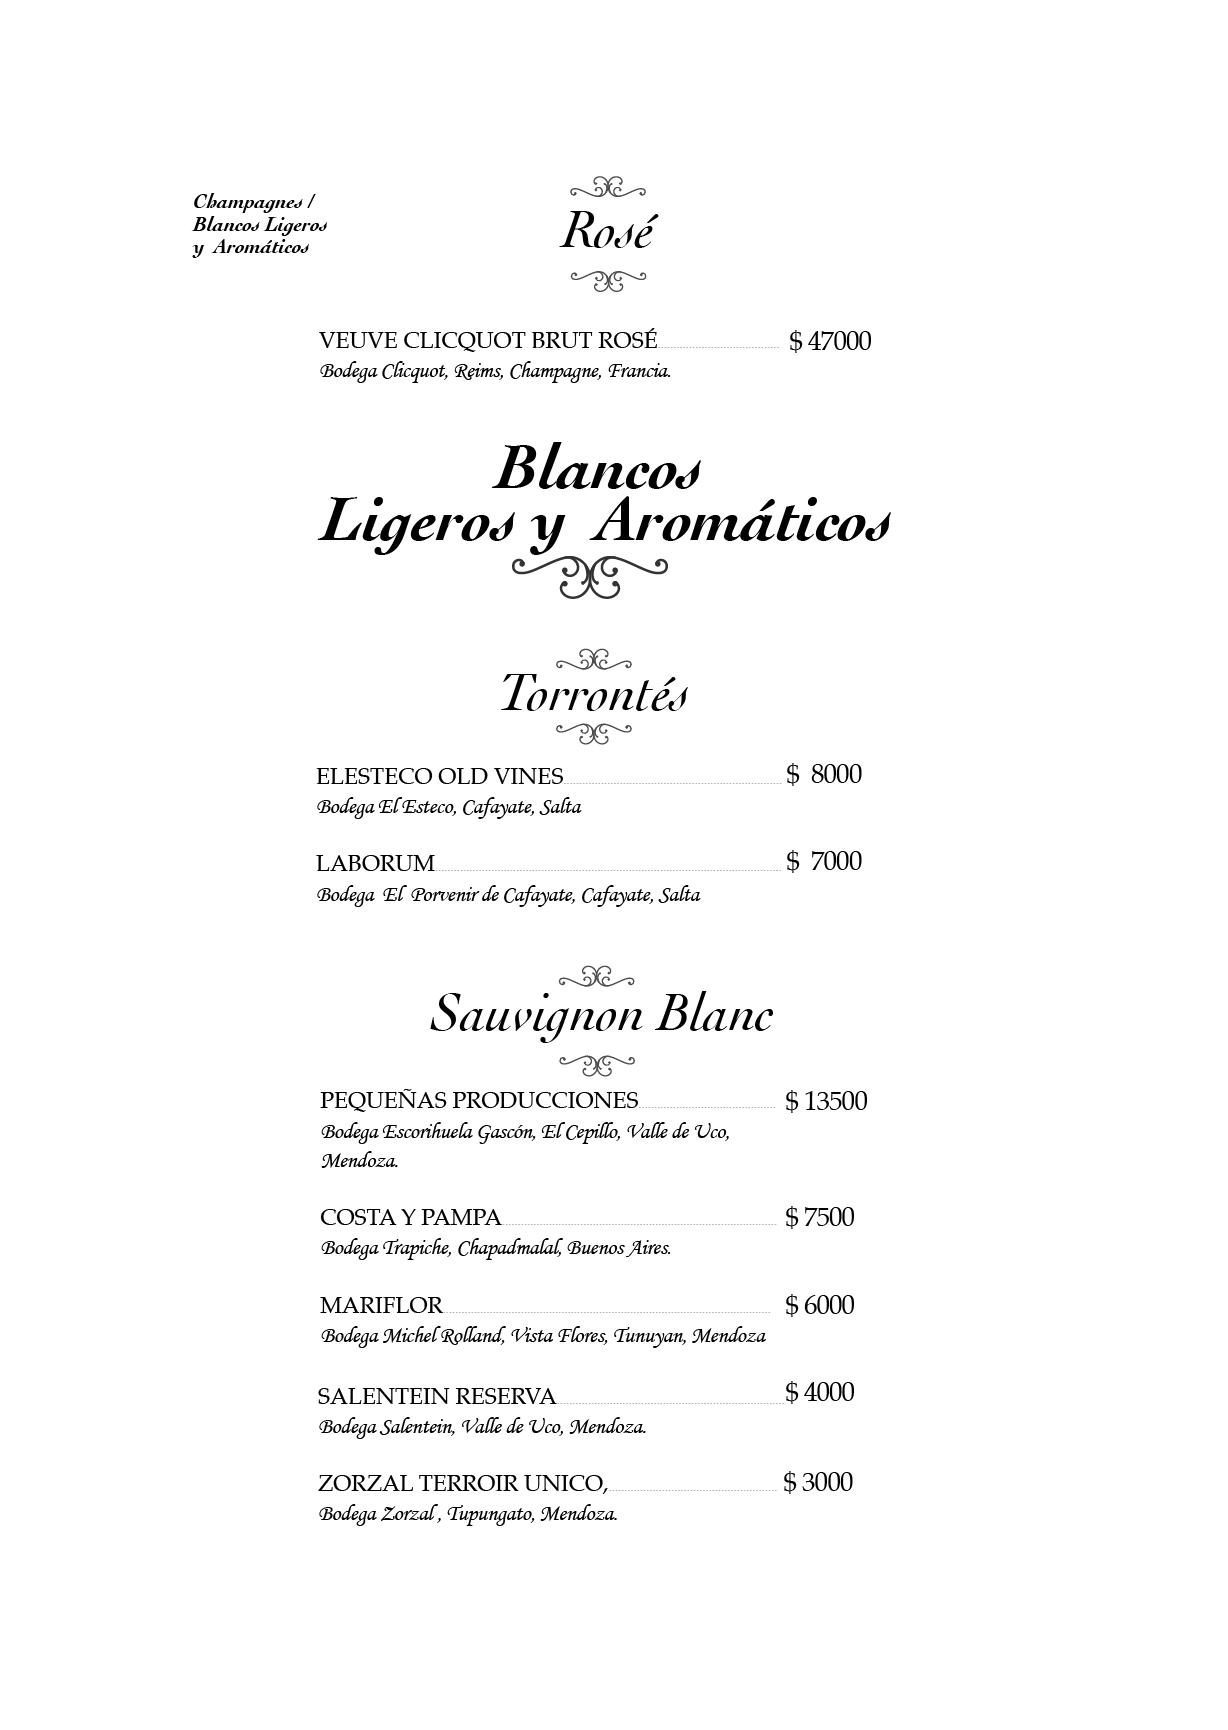 Champagnes /
Blancos Ligeros
y Aromáticos
Rosé
VEUVE CLICQUOT BRUT ROSÉ $ 47000
Bodega Clicquot, Reims, Champagne, Francia.
Blancos
Ligeros y Aromáticos
Torrontés
ELESTECO OLD VINES $ 8000
Bodega El Esteco, Cafayate, Salta
LABORUM $ 7000
Bodega El Porvenir de Cafayate, Cafayate, Salta
Sauvignon Blanc
PEQUEÑAS PRODUCCIONES $ 13500
Bodega Escorihuela Gascón, El Cepillo, Valle de Uco,
Mendoza.
COSTA Y PAMPA $ 7500
Bodega Trapiche, Chapadmalal, Buenos Aires.
MARIFLOR $ 6000
Bodega Michel Rolland, Vista Flores, Tunuyan, Mendoza
SALENTEIN RESERVA $ 4000
Bodega Salentein, Valle de Uco, Mendoza.
ZORZAL TERROIR UNICO, $ 3000
Bodega Zorzal , Tupungato, Mendoza.